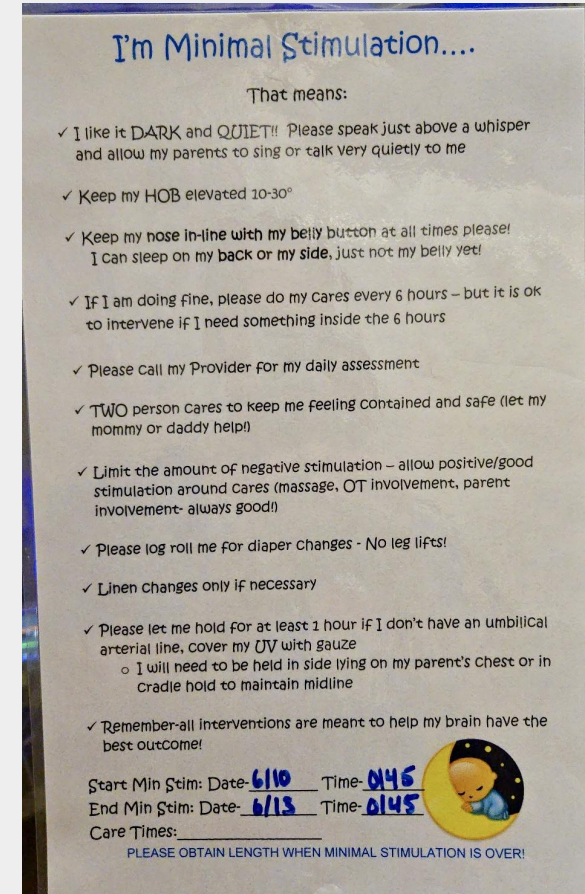 I'm Minimal Stimulation....
That means:
✓ I like it DARK and QUIET!! Please speak just above a whisper
and allow my parents to sing or talk very quietly to me
✓ Keep my HOB elevated 10-30°
✓ Keep my nose in-line with my belly button at all times please!
I can sleep on my back or my side, just not my belly yet!
✓ If I am doing fine, please do my cares every 6 hours – but it is ok
to intervene if I need something inside the 6 hours
✓ Please call my Provider for my daily assessment
✓ TWO person cares to keep me feeling contained and safe (let my
mommy or daddy help!)
✓ Limit the amount of negative stimulation – allow positive/good
stimulation around cares (massage, OT involvement, parent
involvement- always good!)
✓ Please log roll me for diaper changes - No leg lifts!
✓ Linen changes only if necessary
✓ Please let me hold for at least 1 hour if I don't have an umbilical
arterial line, cover my UV with gauze
o I will need to be held in side lying on my parent's chest or in
cradle hold to maintain midline
✓ Remember-all interventions are meant to help my brain have the
best outcome!
Start Min Stim: Date- 6/10 Time- 0145
End Min Stim: Date- 6/13 Time- 0145
Care Times:
PLEASE OBTAIN LENGTH WHEN MINIMAL STIMULATION IS OVER!